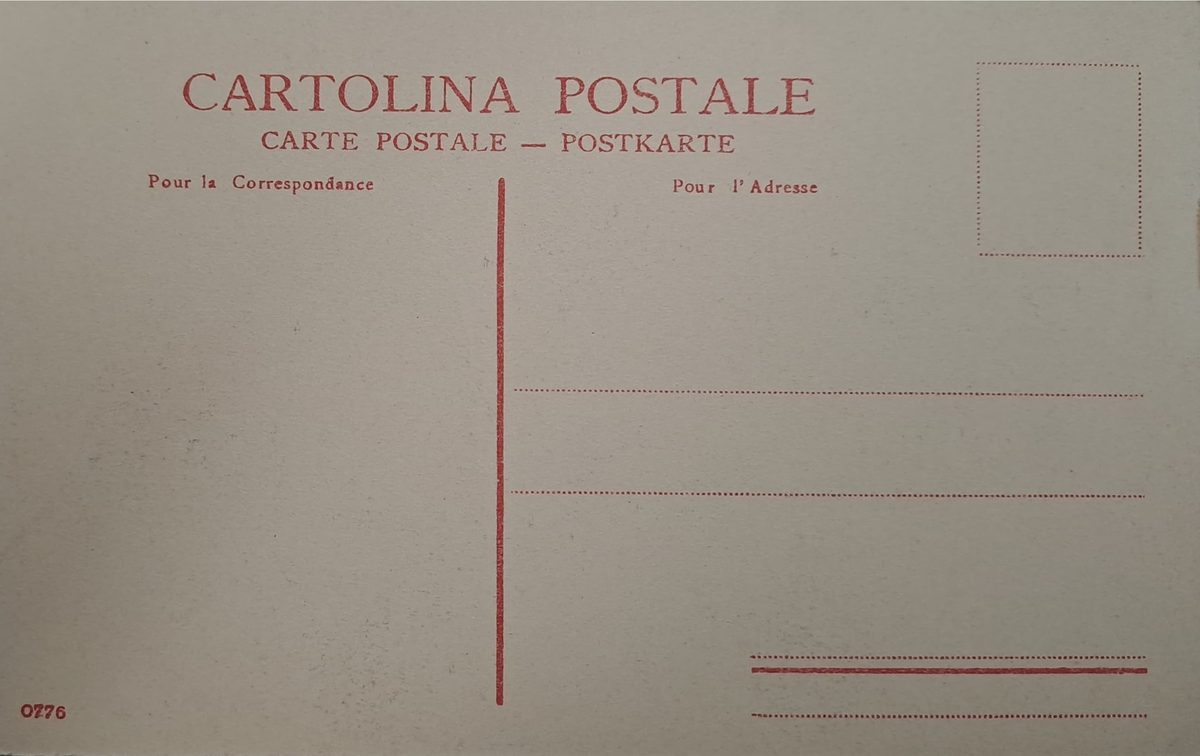 CARTOLINA POSTALE
CARTE POSTALE — POSTKARTE
Pour la Correspondance
Pour l'Adresse
0776